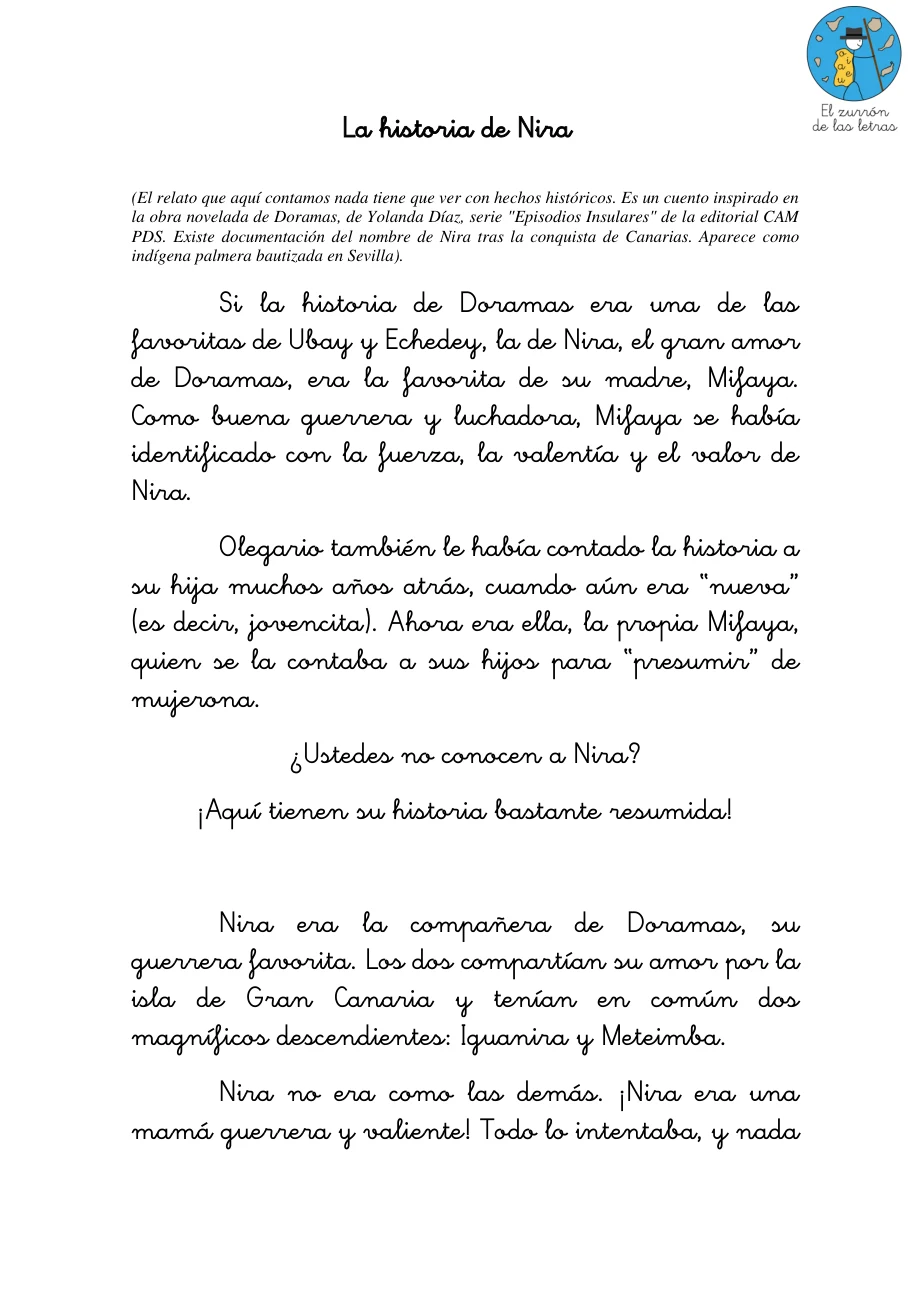 El zurrón
de las letras
La historia de Nira
(El relato que aquí contamos nada tiene que ver con hechos históricos. Es un cuento inspirado en
la obra novelada de Doramas, de Yolanda Díaz, serie "Episodios Insulares" de la editorial CAM
PDS. Existe documentación del nombre de Nira tras la conquista de Canarias. Aparece como
indígena palmera bautizada en Sevilla).
Si la historia de Doramas era una de las
favoritas de Ubay y Echedey, la de Nira, el gran amor
de Doramas, era la favorita de su madre, Mifaya.
Como buena guerrera y luchadora, Mifaya se había
identificado con la fuerza, la valentía y el valor de
Nira.
Olegario también le había contado la historia a
su hija muchos años atrás, cuando aún era “nueva”
(es decir, jovencita). Ahora era ella, la propia Mifaya,
quien se la contaba a sus hijos para “presumir” de
mujerona.
¿Ustedes no conocen a Nira?
¡Aquí tienen su historia bastante resumida!
Nira era la compañera de Doramas, su
guerrera favorita. Los dos compartían su amor por la
isla de Gran Canaria y tenían en común dos
magníficos descendientes: Iguanira y Meteimba.
Nira no era como las demás. ¡Nira era una
mamá guerrera y valiente! Todo lo intentaba, y nada